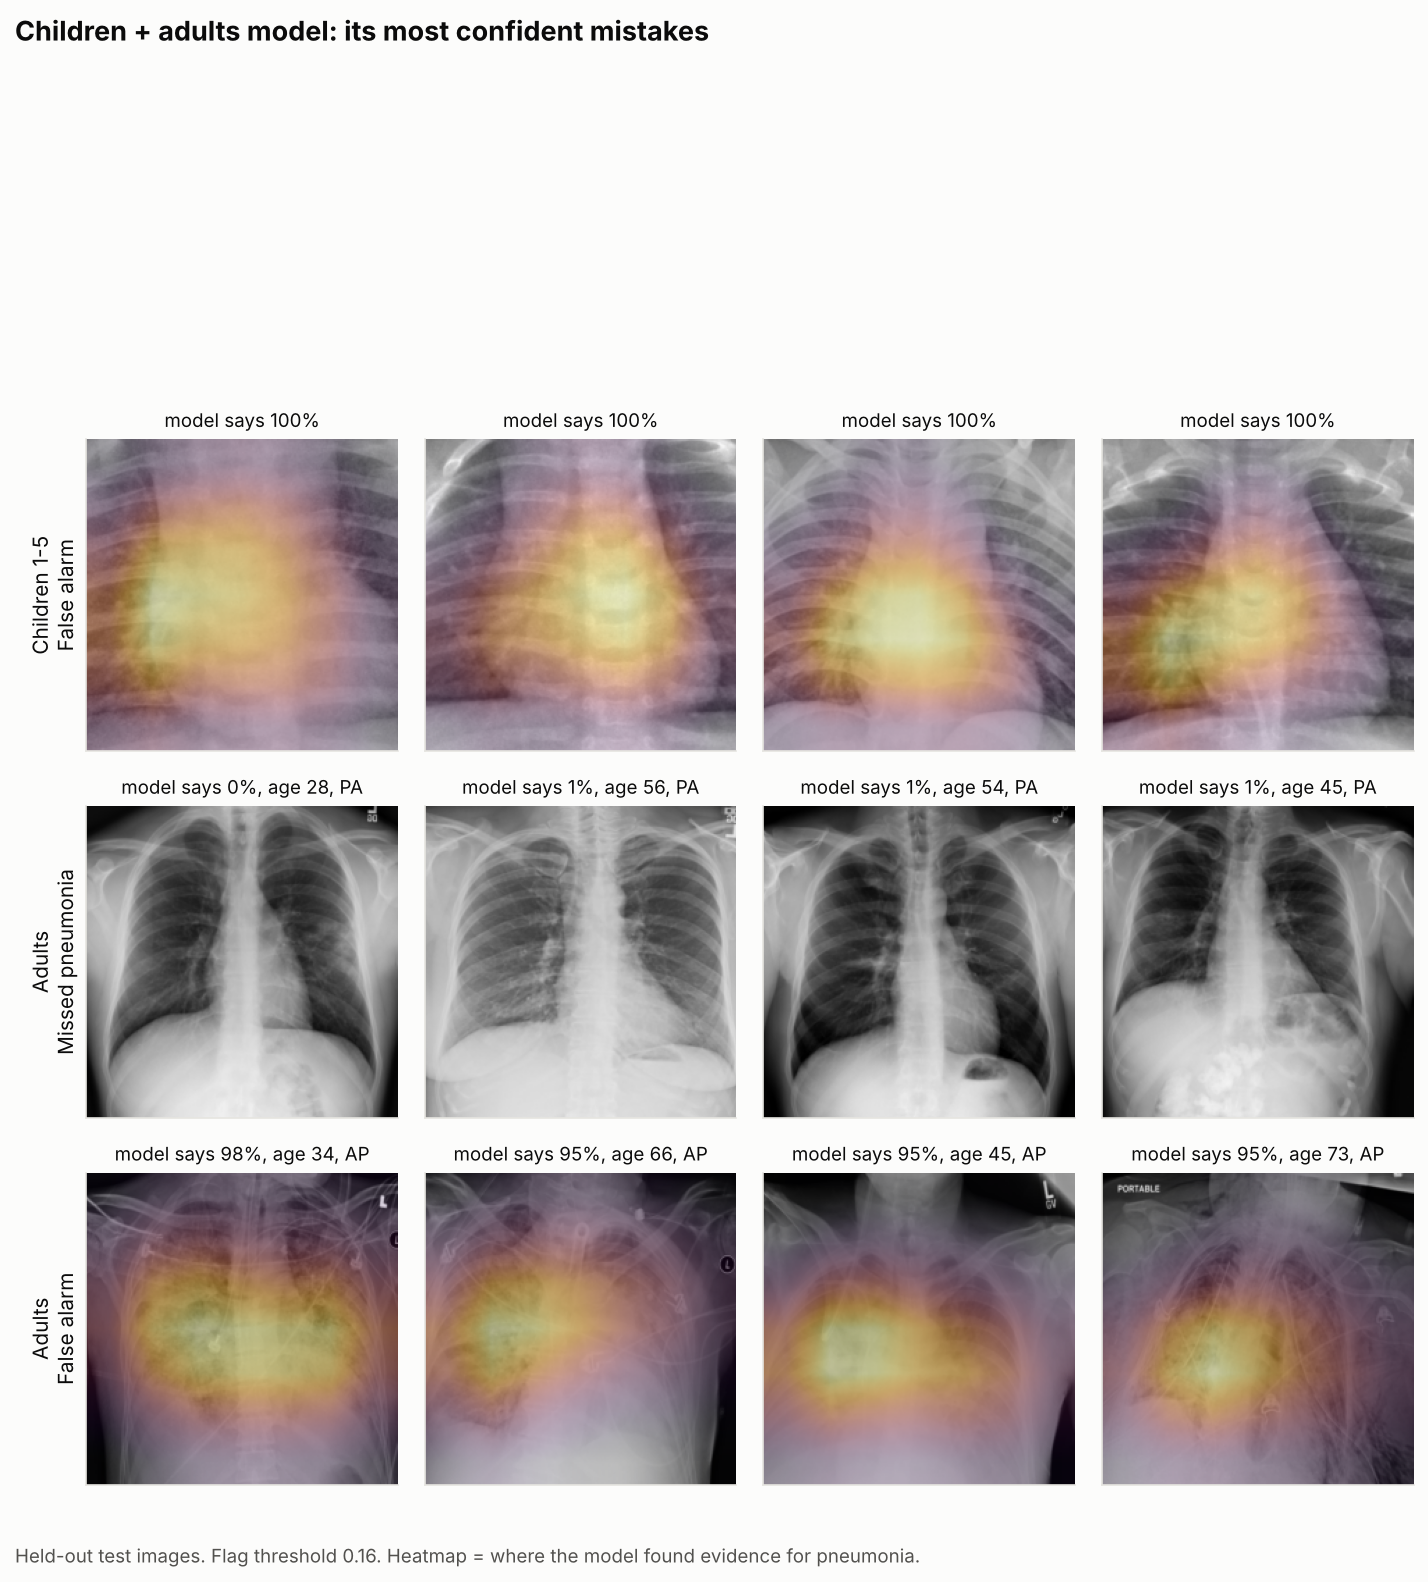 Children + adults model: its most confident mistakes
model says 100%
model says 100%
model says 100%
model says 100%
Children 1-5
False alarm
model says 0%, age 28, PA
model says 1%, age 56, PA
model says 1%, age 54, PA
model says 1%, age 45, PA
Adults
Missed pneumonia
model says 98%, age 34, AP
model says 95%, age 66, AP
model says 95%, age 45, AP
model says 95%, age 73, AP
Adults
False alarm
L
L
PORTABLE
Held-out test images. Flag threshold 0.16. Heatmap = where the model found evidence for pneumonia.